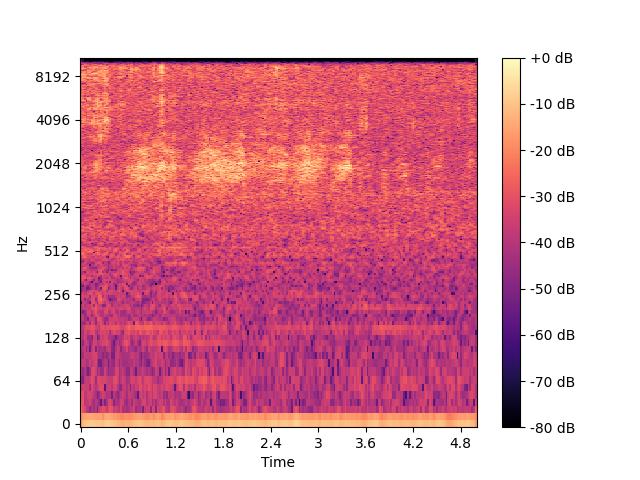 8192
4096
2048
1024
512
256
128
64
0
Hz
0 0.6 1.2 1.8 2.4 3 3.6 4.2 4.8
Time
+0 dB
-10 dB
-20 dB
-30 dB
-40 dB
-50 dB
-60 dB
-70 dB
-80 dB